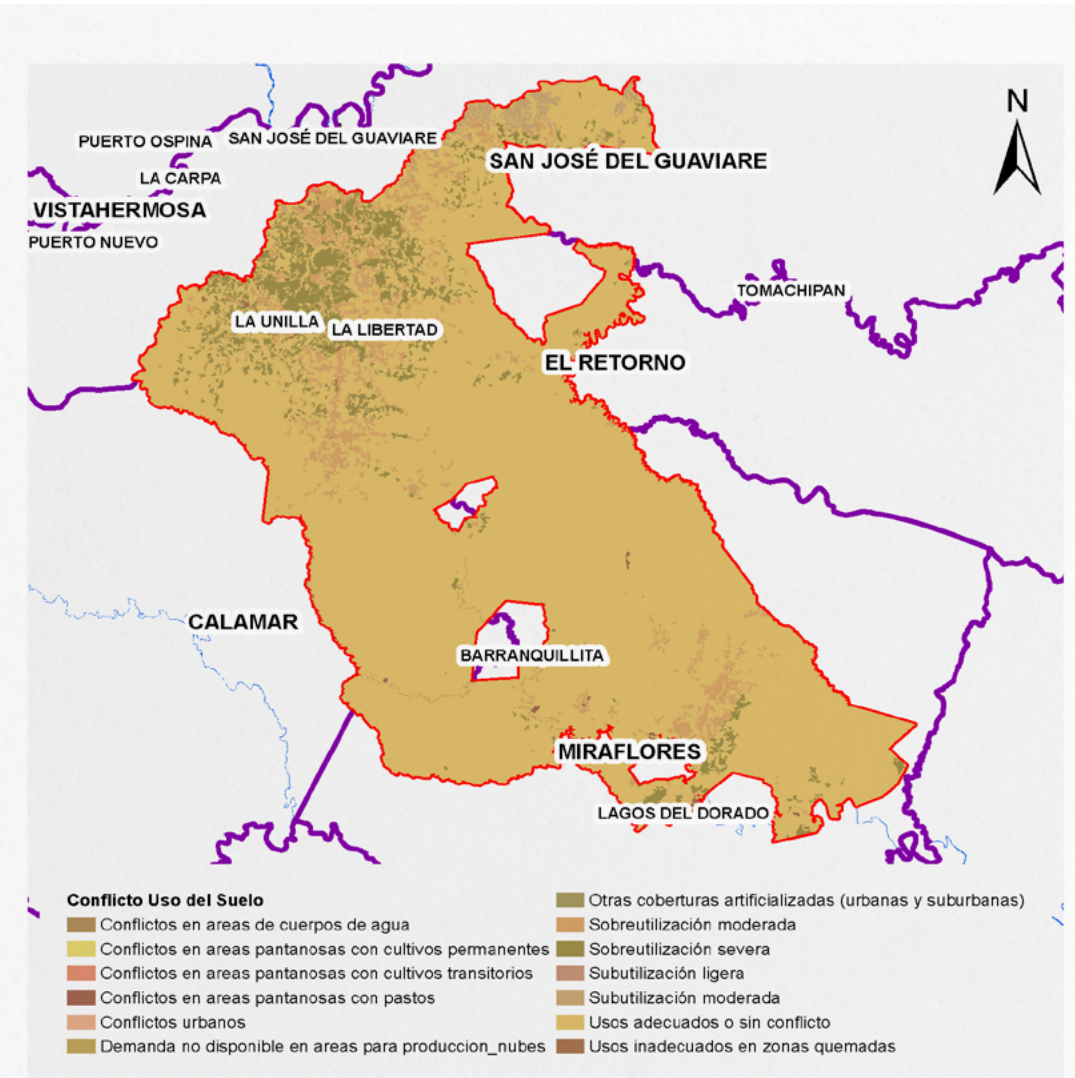 N
PUERTO OSPINA
SAN JOSÉ DEL GUAVIARE
SAN JOSÉ DEL GUAVIARE
LA CARPA
VISTAHERMOSA
PUERTO NUEVO
TOMACHIPAN
LA UNILLA
LA LIBERTAD
EL RETORNO
CALAMAR
BARRANQUILLITA
MIRAFLORES
LAGOS DEL DORADO
Conflicto Uso del Suelo
Conflictos en areas de cuerpos de agua
Conflictos en areas pantanosas con cultivos permanentes
Conflictos en areas pantanosas con cultivos transitorios
Conflictos en areas pantanosas con pastos
Conflictos urbanos
Demanda no disponible en areas para produccion_nubes
Otras coberturas artificializadas (urbanas y suburbanas)
Sobreutilización moderada
Sobreutilización severa
Subutilización ligera
Subutilización moderada
Usos adecuados o sin conflicto
Usos inadecuados en zonas quemadas